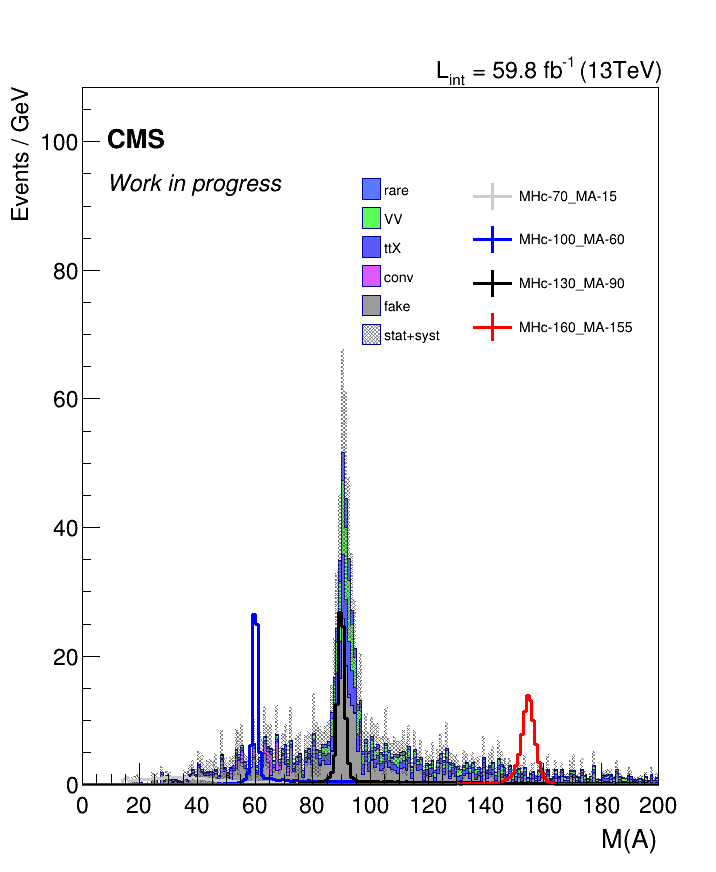 L_int = 59.8 fb^-1 (13TeV)
Events / GeV
CMS
Work in progress
rare
VV
ttX
conv
fake
stat+syst
MHc-70_MA-15
MHc-100_MA-60
MHc-130_MA-90
MHc-160_MA-155
100
80
60
40
20
0
0 20 40 60 80 100 120 140 160 180 200
M(A)